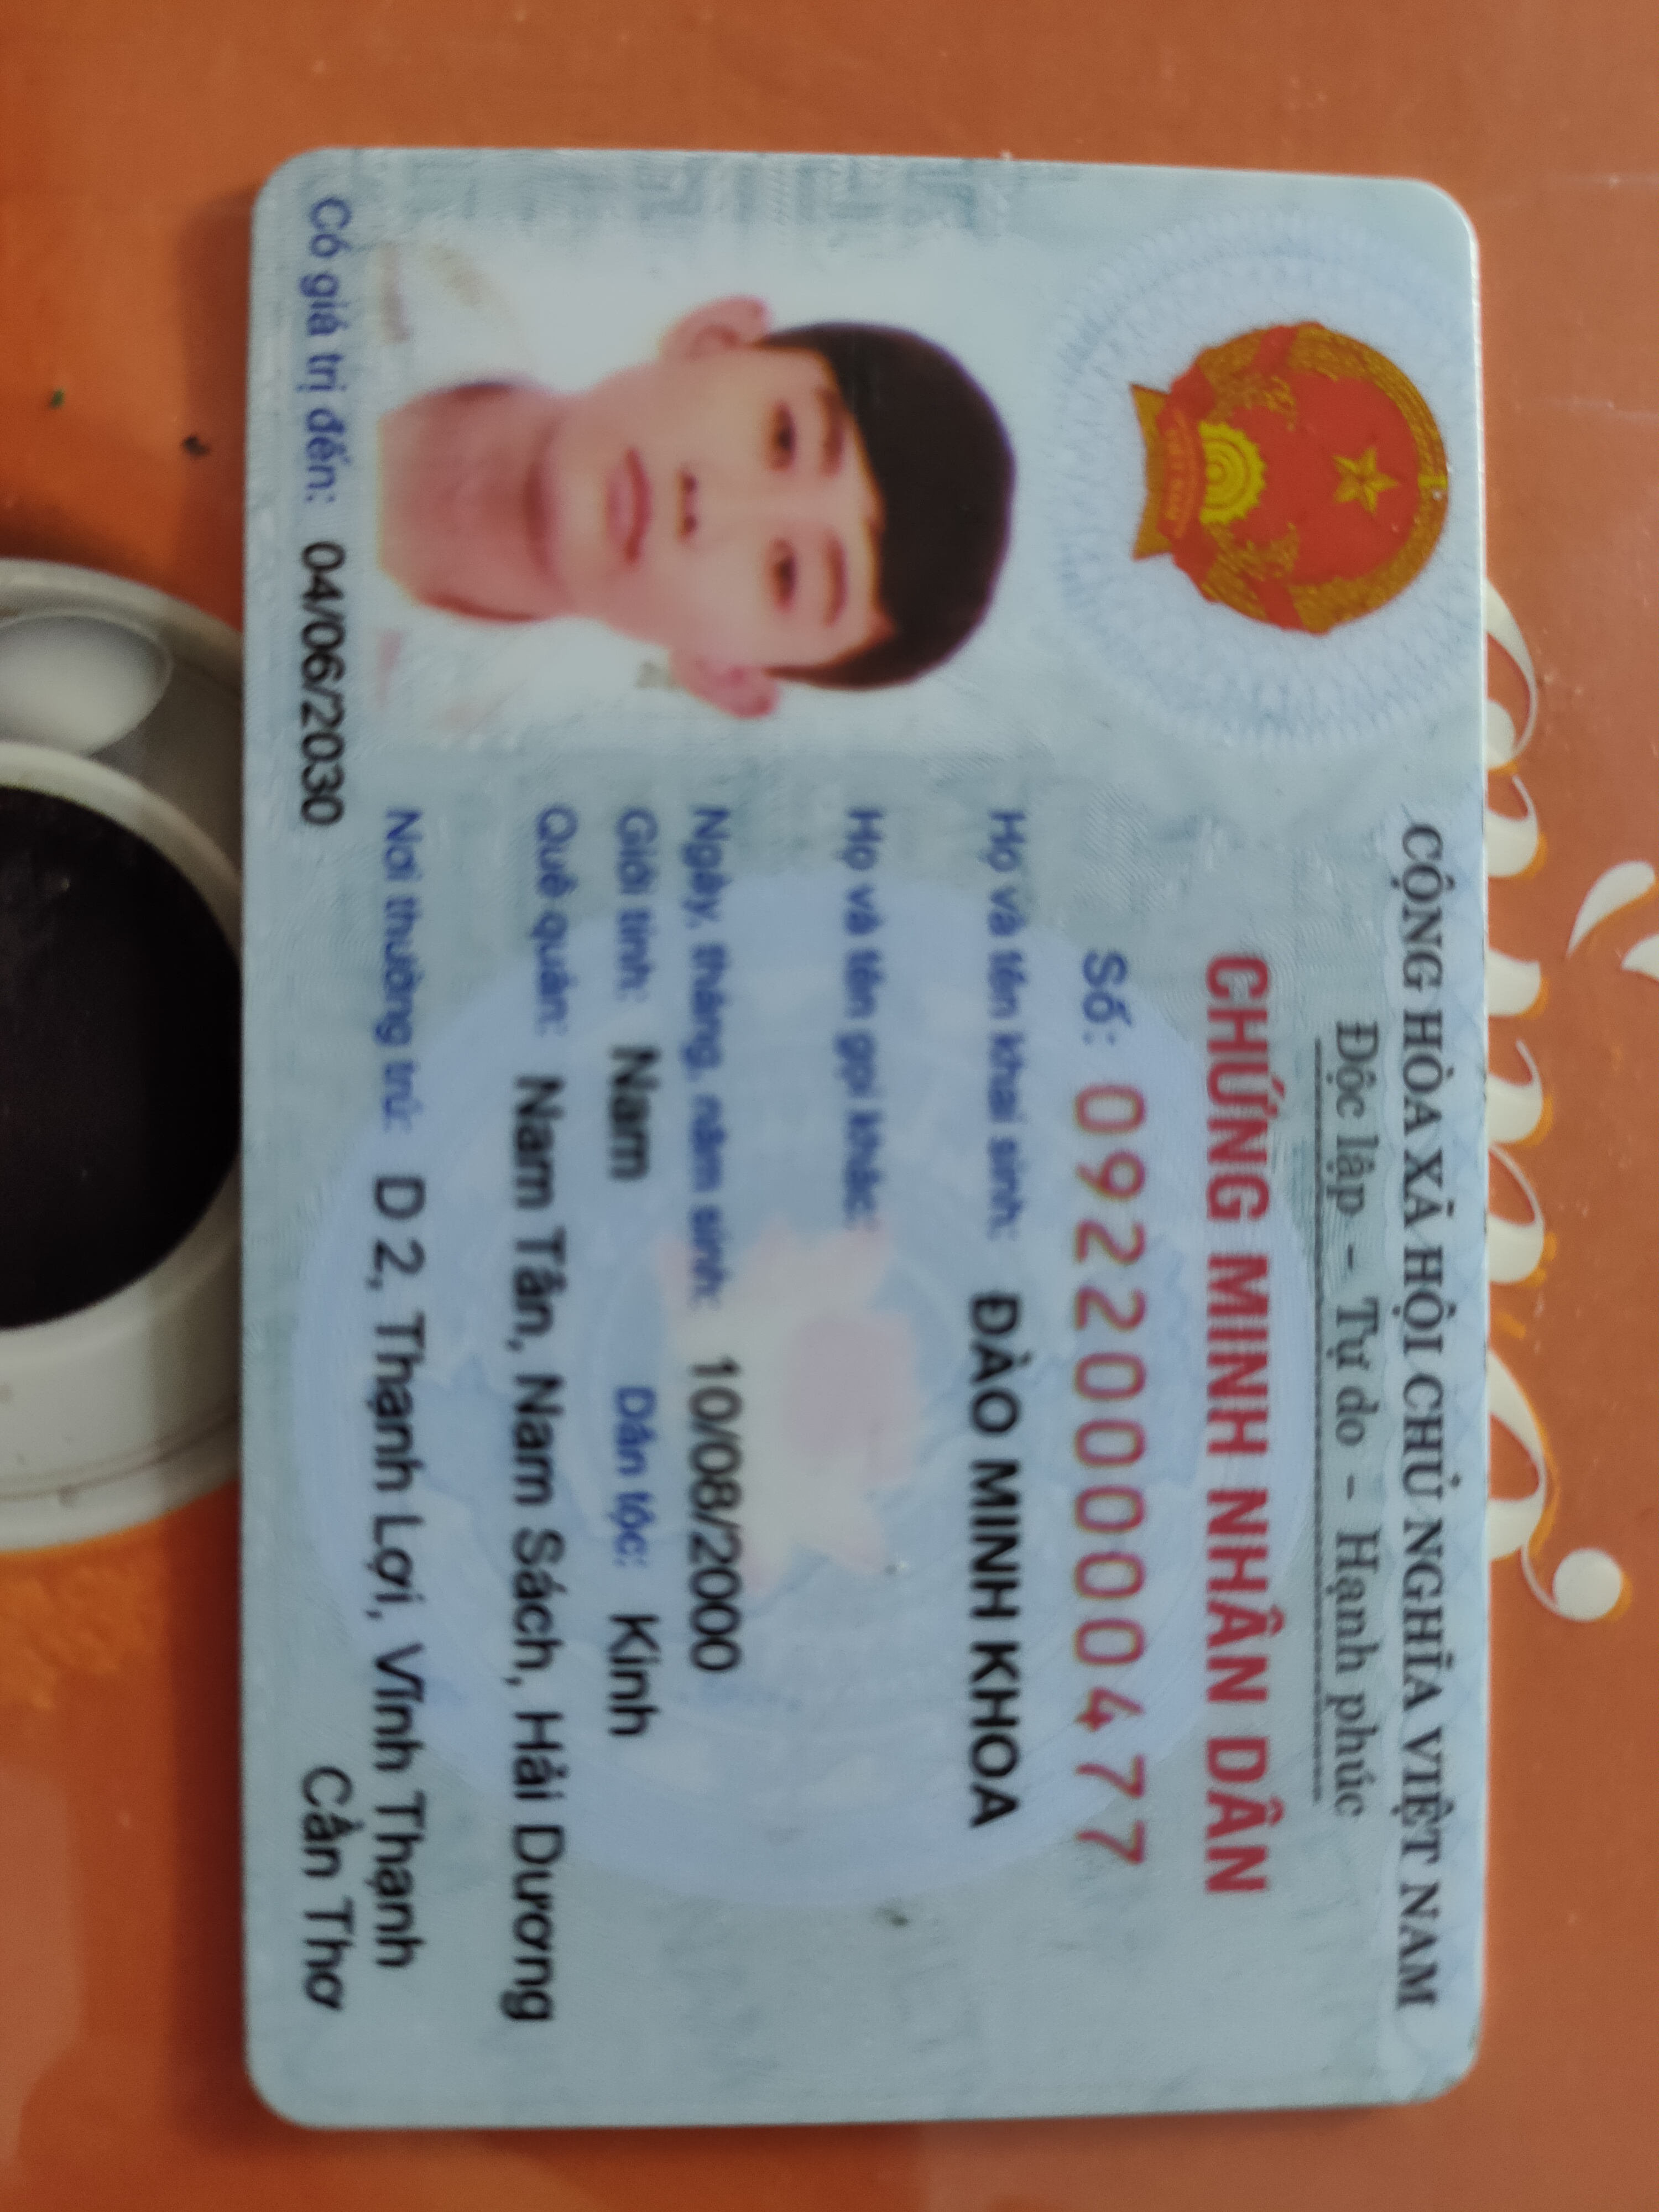 CỘNG HÒA XÃ HỘI CHỦ NGHĨA VIỆT NAM
Độc lập – Tự do – Hạnh phúc
CHỨNG MINH NHÂN DÂN
Số: 092200000477
Họ và tên khai sinh: ĐÀO MINH KHOA
Họ và tên gọi khác:
Ngày, tháng, năm sinh: 10/08/2000
Giới tính: Nam Dân tộc: Kinh
Quê quán: Nam Tân, Nam Sách, Hải Dương
Nơi thường trú: D 2, Thạnh Lợi, Vĩnh Thạnh
Cần Thơ
Có giá trị đến: 04/06/2030